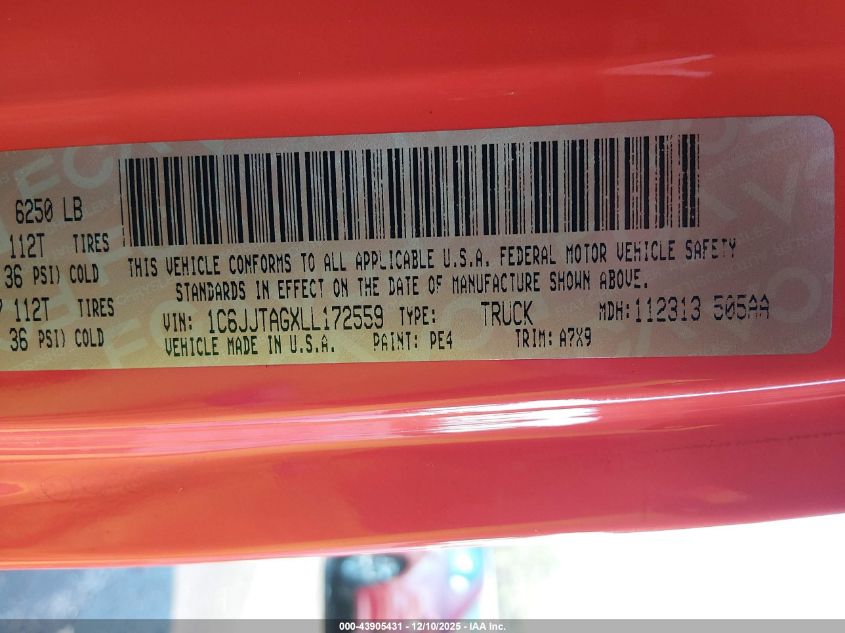 6250 LB
112T TIRES
36 PSI) COLD
112T TIRES
36 PSI) COLD
THIS VEHICLE CONFORMS TO ALL APPLICABLE U.S.A. FEDERAL MOTOR VEHICLE SAFETY
STANDARDS IN EFFECT ON THE DATE OF MANUFACTURE SHOWN ABOVE.
VIN: 1C6JJTAGXLL172559 TYPE: TRUCK MDH: 112313 505AA
VEHICLE MADE IN U.S.A. PAINT: PE4 TRIM: A7X9
000-43905431 - 12/10/2025 - IAA Inc.